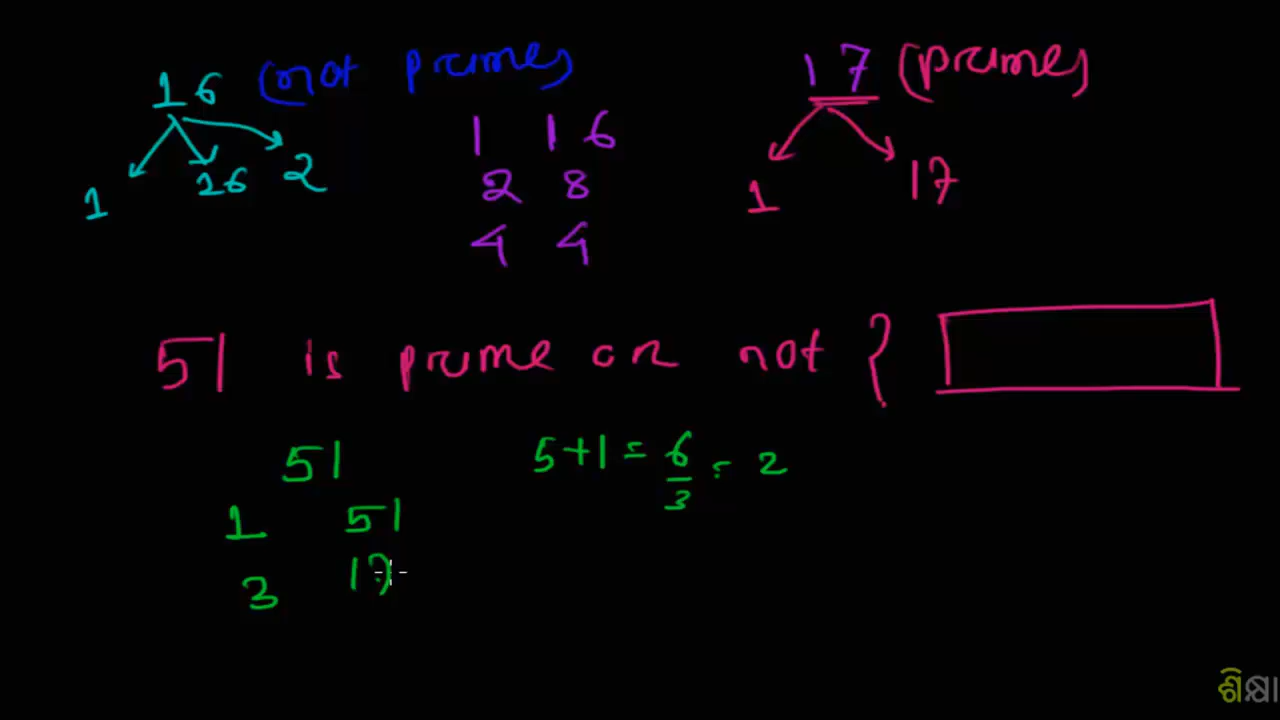 16 (not prime)
1 16 2
1 16
2 8
4 4
17 (prime)
1 17
51 is prime or not ?
51
1 51
3 17
5+1 = 6/3 = 2
ଶିକ୍ଷା